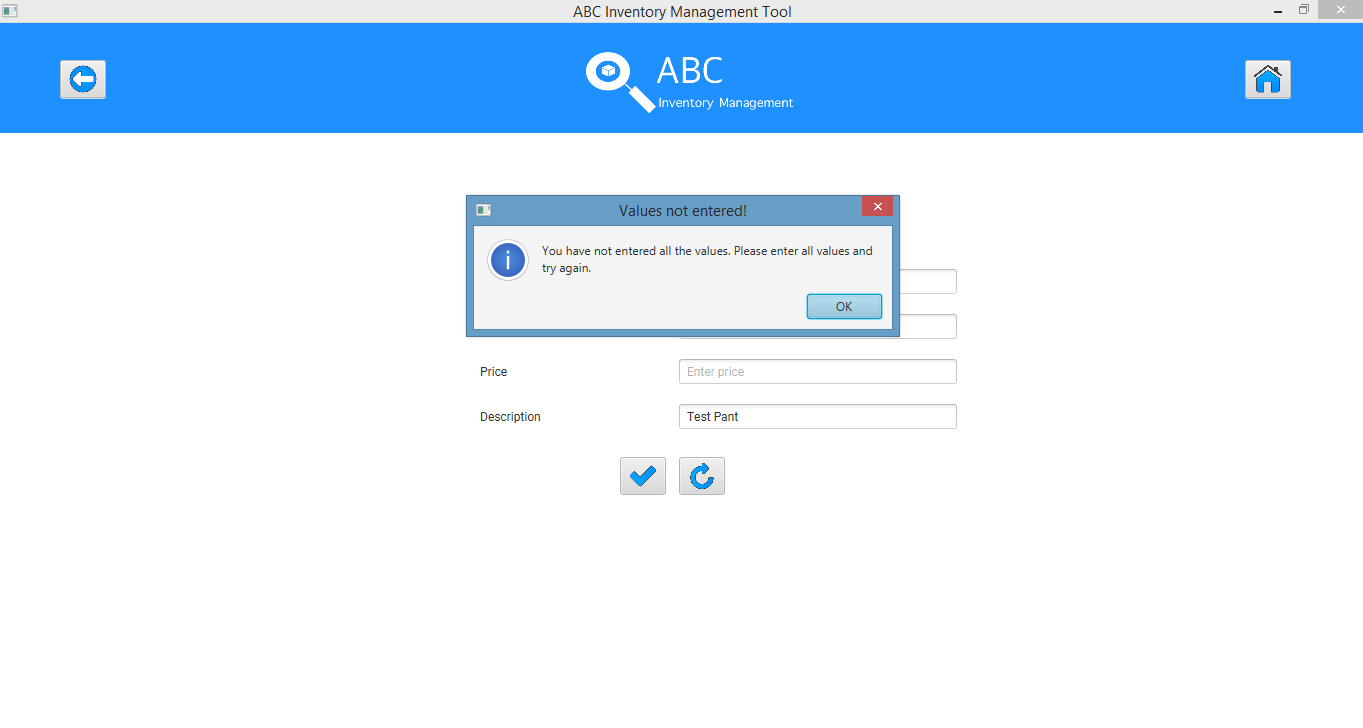 ABC Inventory Management Tool
ABC
Inventory Management
Values not entered!
You have not entered all the values. Please enter all values and
try again.
OK
Price
Enter price
Description
Test Pant